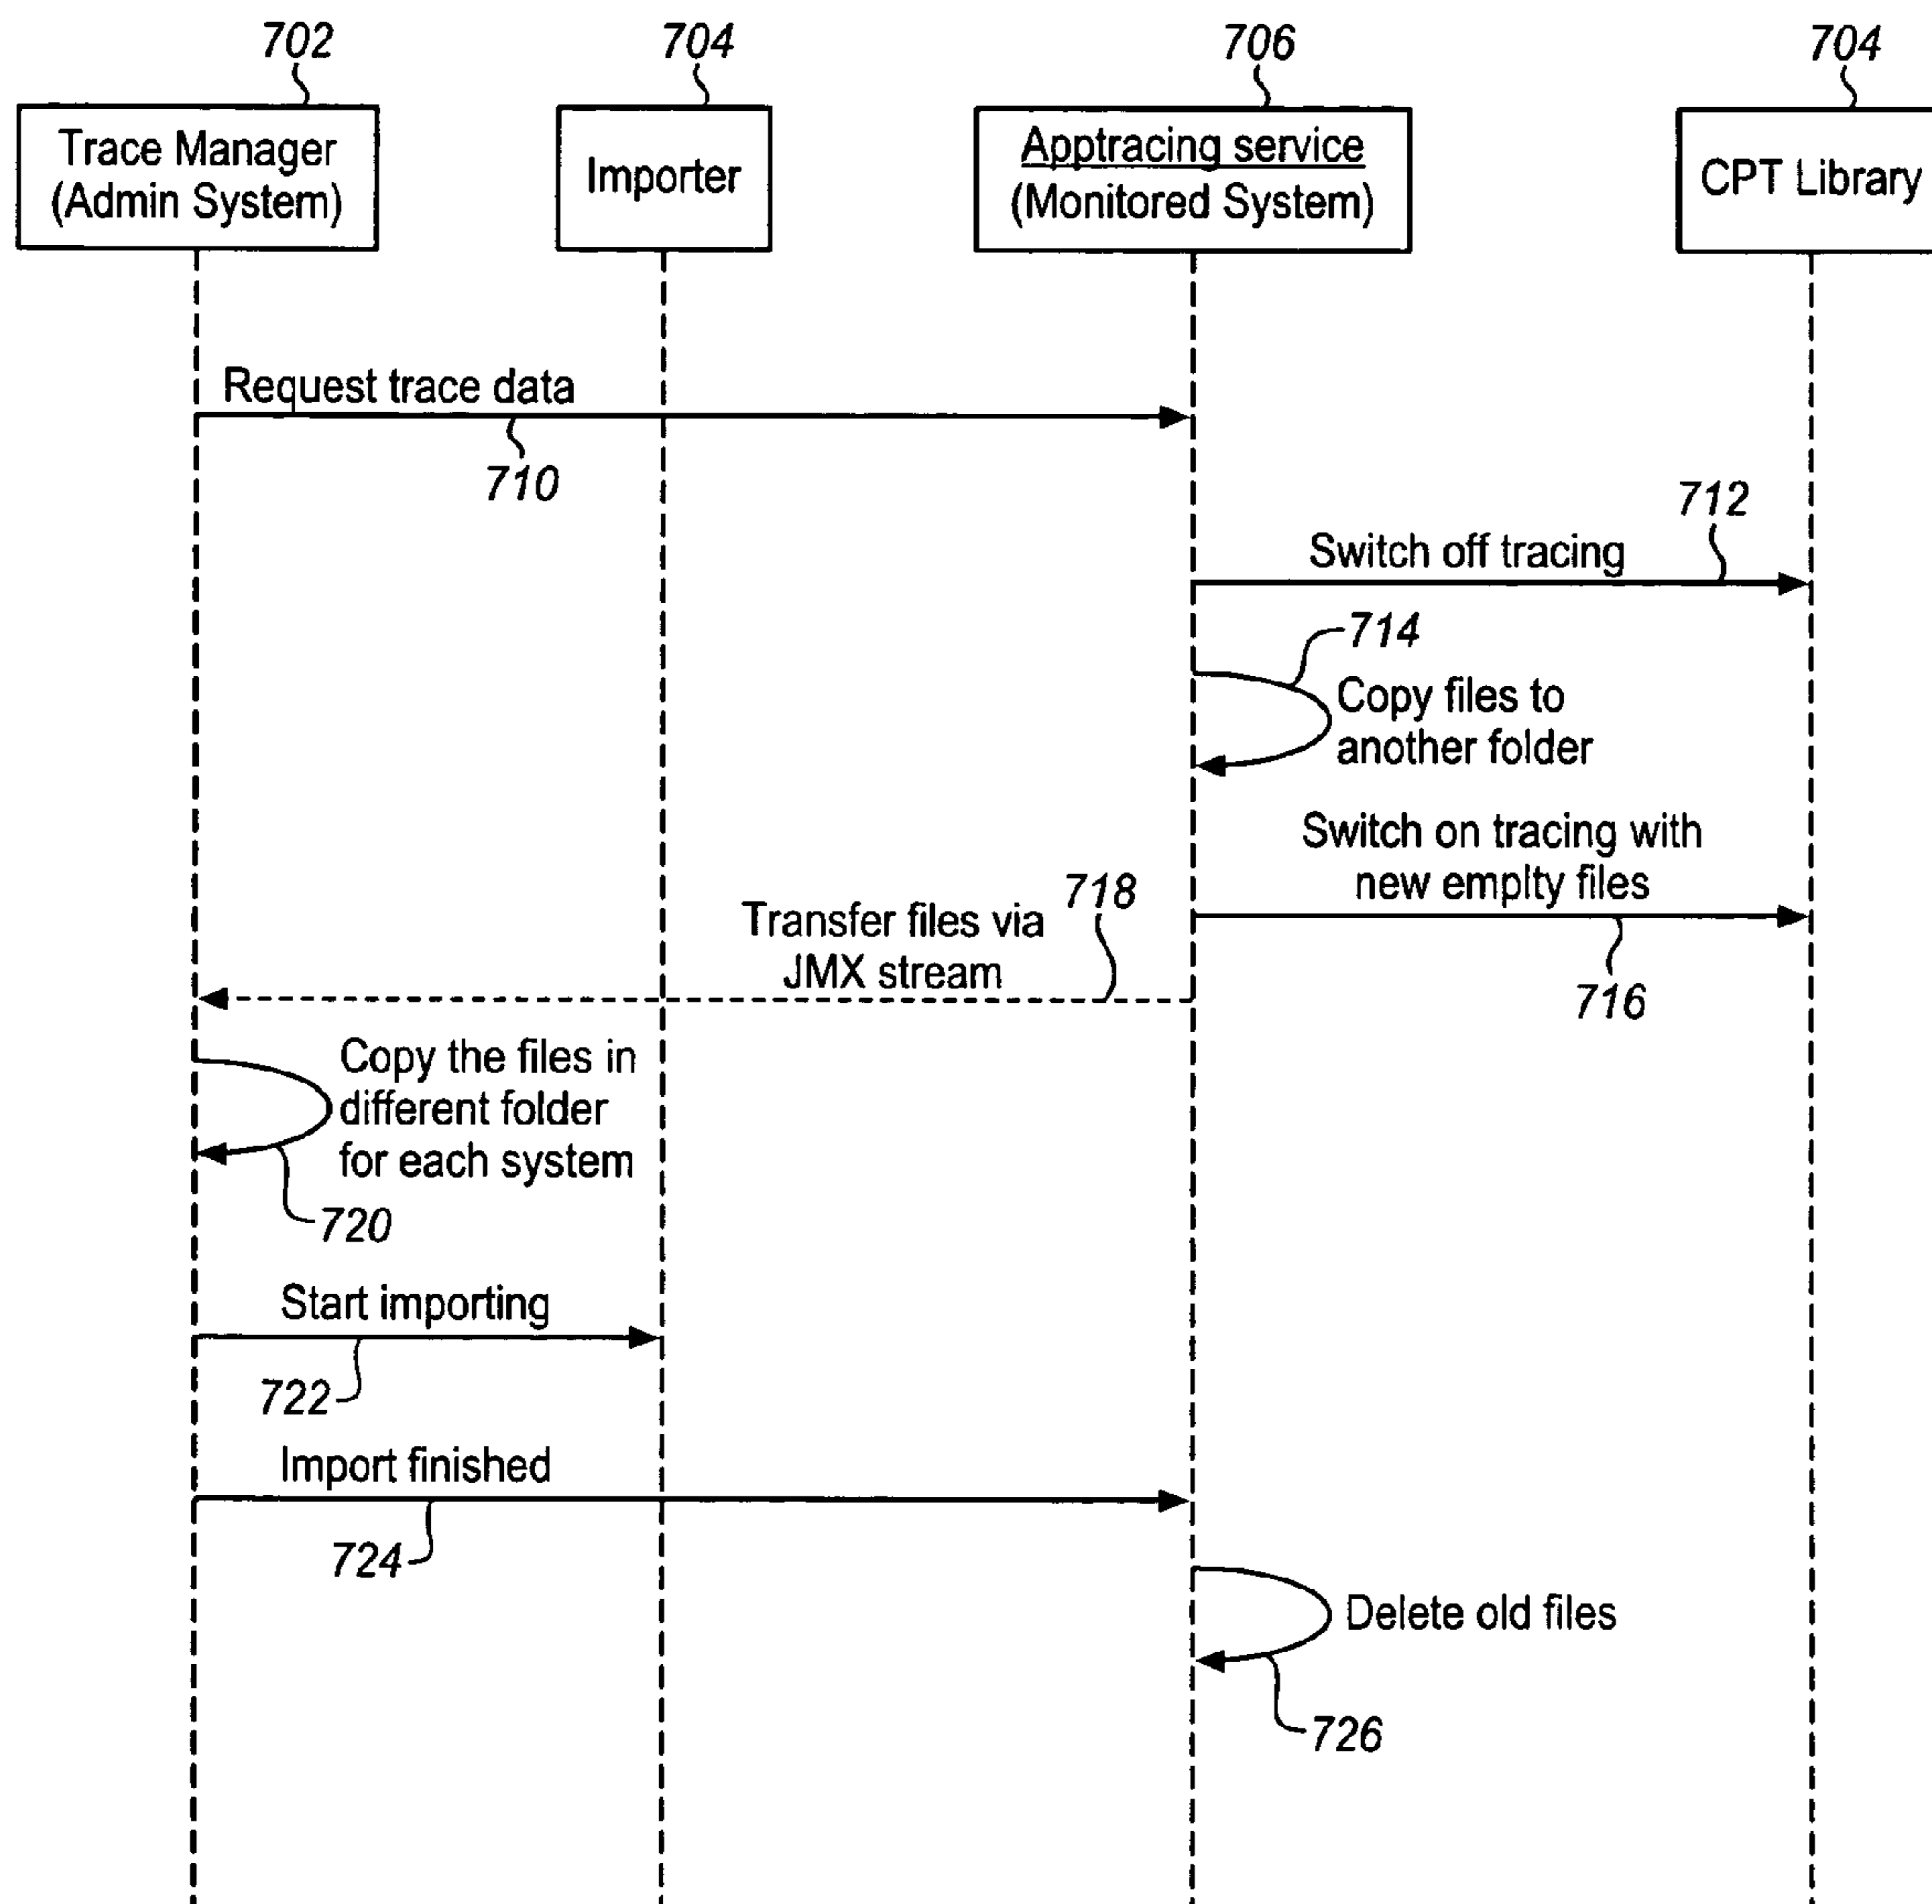 702
704
706
704
Trace Manager
(Admin System)
Importer
Apptracing service
(Monitored System)
CPT Library
Request trace data
710
712
Switch off tracing
714
Copy files to
another folder
Switch on tracing with
new emplty files
716
718
Transfer files via
JMX stream
Copy the files in
different folder
for each system
720
Start importing
722
Import finished
724
Delete old files
726